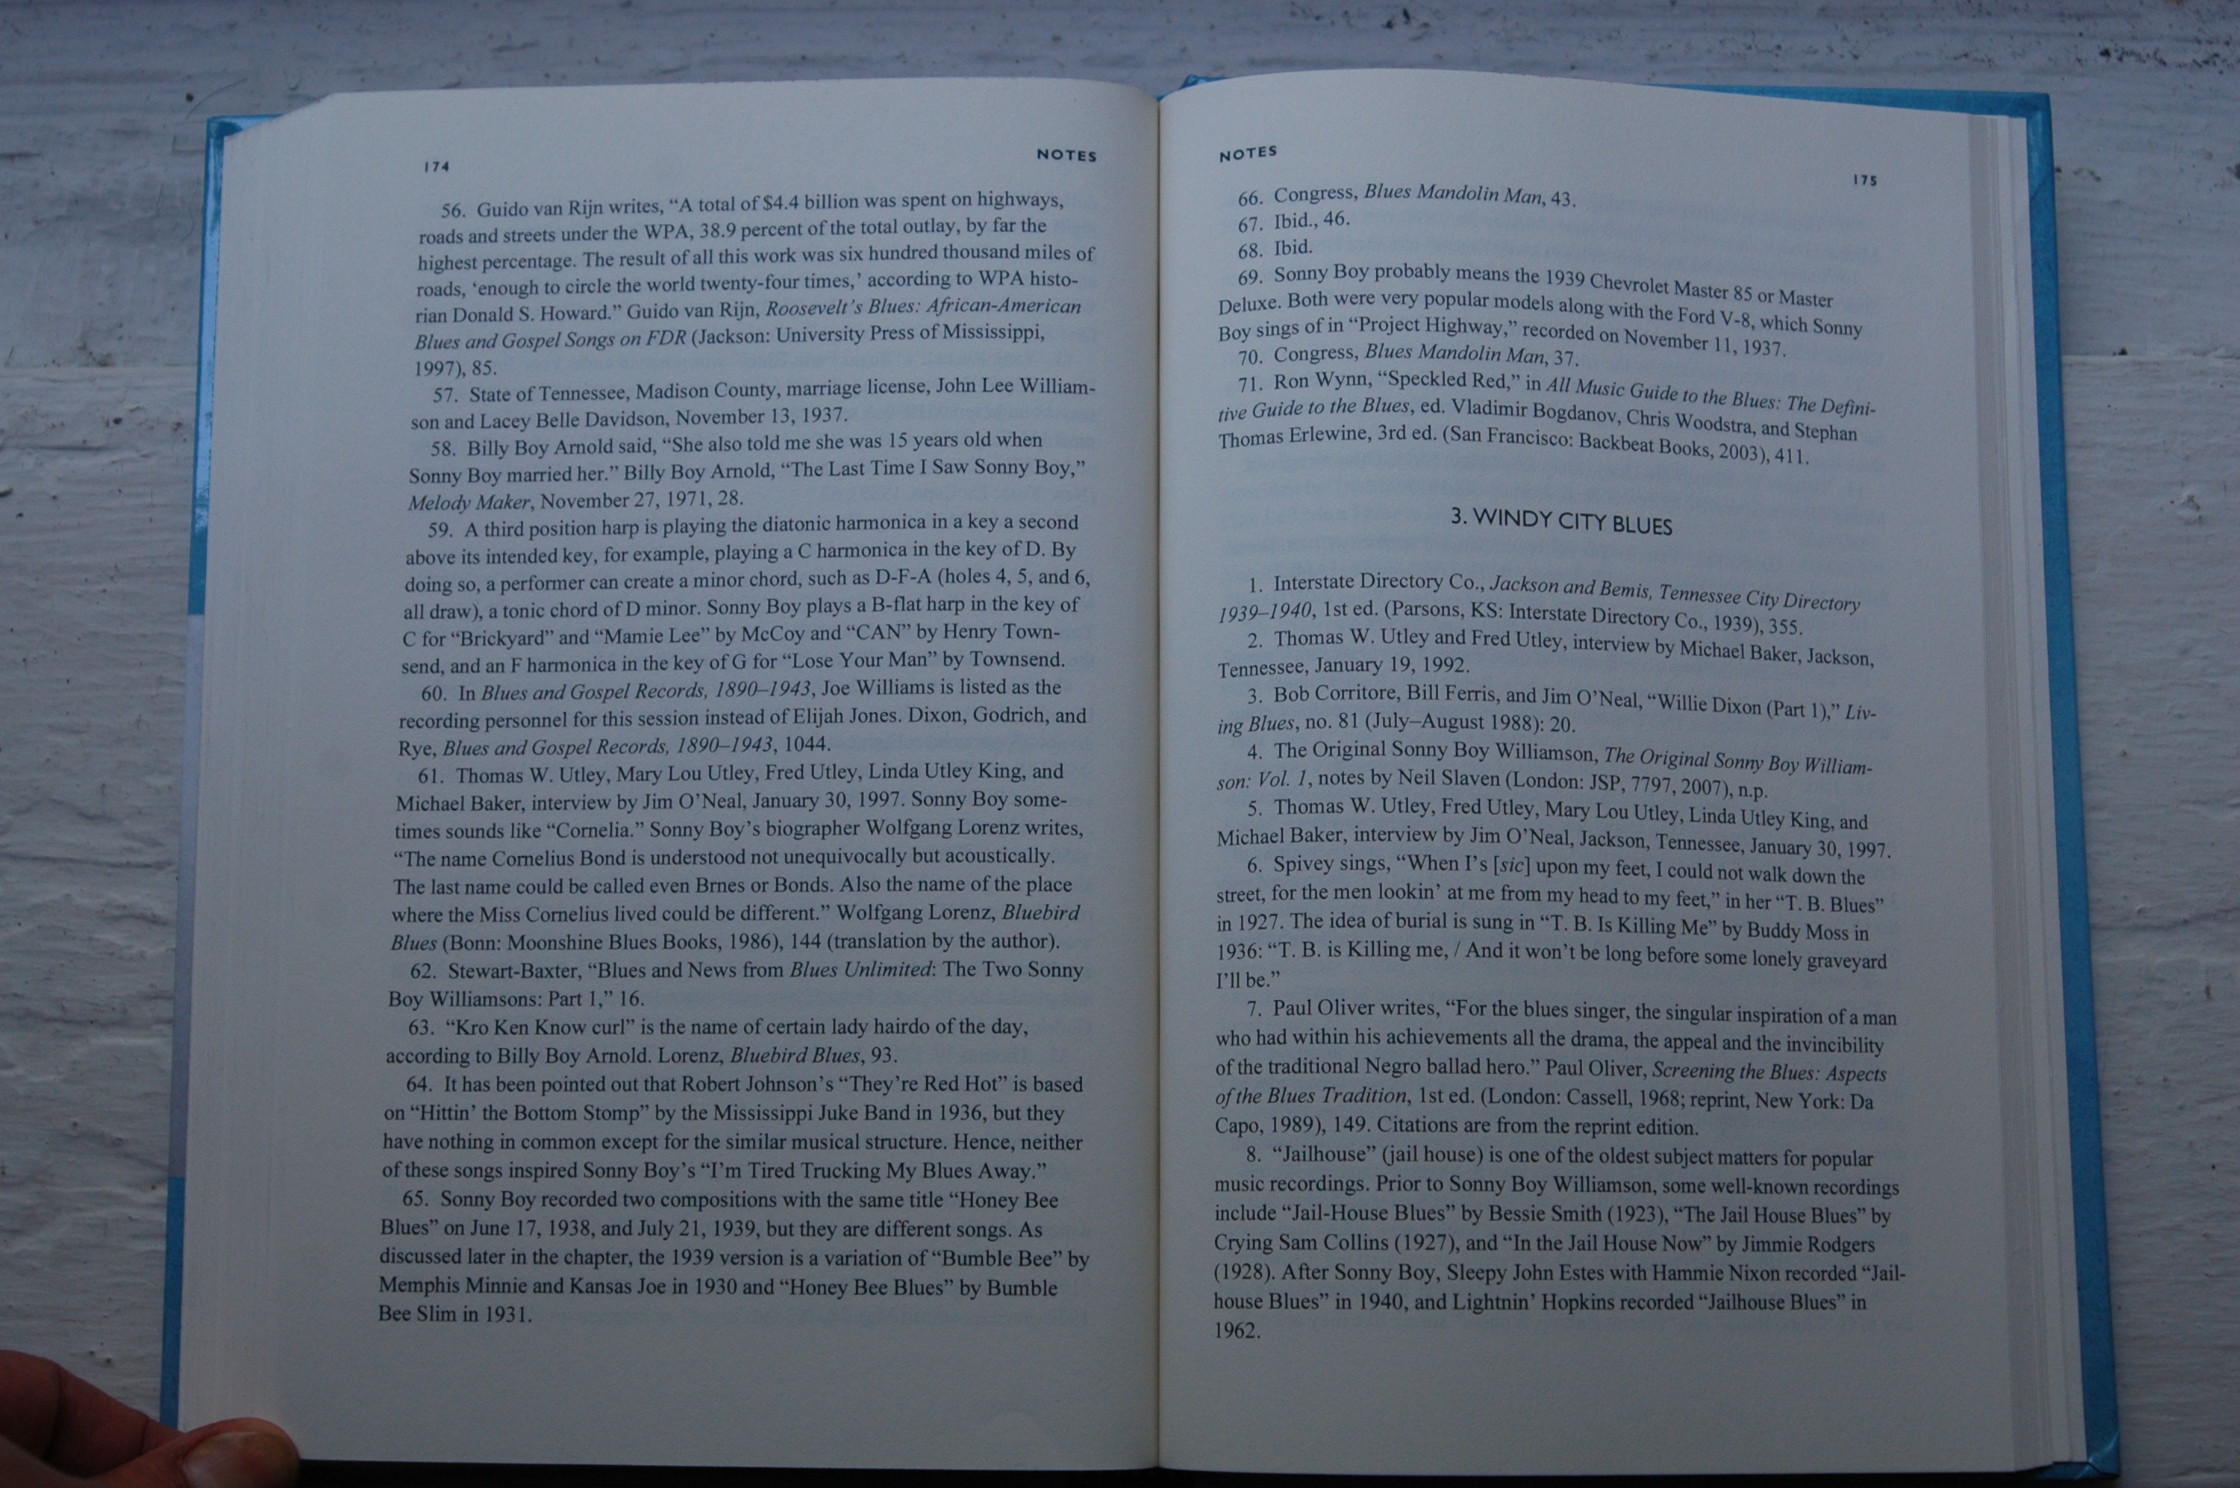 174
NOTES
56. Guido van Rijn writes, “A total of $4.4 billion was spent on highways,
roads and streets under the WPA, 38.9 percent of the total outlay, by far the
highest percentage. The result of all this work was six hundred thousand miles of
roads, ‘enough to circle the world twenty-four times,’ according to WPA histo-
rian Donald S. Howard.” Guido van Rijn, Roosevelt’s Blues: African-American
Blues and Gospel Songs on FDR (Jackson: University Press of Mississippi,
1997), 85.
57. State of Tennessee, Madison County, marriage license, John Lee William-
son and Lacey Belle Davidson, November 13, 1937.
58. Billy Boy Arnold said, “She also told me she was 15 years old when
Sonny Boy married her.” Billy Boy Arnold, “The Last Time I Saw Sonny Boy,”
Melody Maker, November 27, 1971, 28.
59. A third position harp is playing the diatonic harmonica in a key a second
above its intended key, for example, playing a C harmonica in the key of D. By
doing so, a performer can create a minor chord, such as D-F-A (holes 4, 5, and 6,
all draw), a tonic chord of D minor. Sonny Boy plays a B-flat harp in the key of
C for “Brickyard” and “Mamie Lee” by McCoy and “CAN” by Henry Town-
send, and an F harmonica in the key of G for “Lose Your Man” by Townsend.
60. In Blues and Gospel Records, 1890–1943, Joe Williams is listed as the
recording personnel for this session instead of Elijah Jones. Dixon, Godrich, and
Rye, Blues and Gospel Records, 1890–1943, 1044.
61. Thomas W. Utley, Mary Lou Utley, Fred Utley, Linda Utley King, and
Michael Baker, interview by Jim O’Neal, January 30, 1997. Sonny Boy some-
times sounds like “Cornelia.” Sonny Boy’s biographer Wolfgang Lorenz writes,
“The name Cornelius Bond is understood not unequivocally but acoustically.
The last name could be called even Brnes or Bonds. Also the name of the place
where the Miss Cornelius lived could be different.” Wolfgang Lorenz, Bluebird
Blues (Bonn: Moonshine Blues Books, 1986), 144 (translation by the author).
62. Stewart-Baxter, “Blues and News from Blues Unlimited: The Two Sonny
Boy Williamsons: Part 1,” 16.
63. “Kro Ken Know curl” is the name of certain lady hairdo of the day,
according to Billy Boy Arnold. Lorenz, Bluebird Blues, 93.
64. It has been pointed out that Robert Johnson’s “They’re Red Hot” is based
on “Hittin’ the Bottom Stomp” by the Mississippi Juke Band in 1936, but they
have nothing in common except for the similar musical structure. Hence, neither
of these songs inspired Sonny Boy’s “I’m Tired Trucking My Blues Away.”
65. Sonny Boy recorded two compositions with the same title “Honey Bee
Blues” on June 17, 1938, and July 21, 1939, but they are different songs. As
discussed later in the chapter, the 1939 version is a variation of “Bumble Bee” by
Memphis Minnie and Kansas Joe in 1930 and “Honey Bee Blues” by Bumble
Bee Slim in 1931.
NOTES
175
66. Congress, Blues Mandolin Man, 43.
67. Ibid., 46.
68. Ibid.
69. Sonny Boy probably means the 1939 Chevrolet Master 85 or Master
Deluxe. Both were very popular models along with the Ford V-8, which Sonny
Boy sings of in “Project Highway,” recorded on November 11, 1937.
70. Congress, Blues Mandolin Man, 37.
71. Ron Wynn, “Speckled Red,” in All Music Guide to the Blues: The Defini-
tive Guide to the Blues, ed. Vladimir Bogdanov, Chris Woodstra, and Stephan
Thomas Erlewine, 3rd ed. (San Francisco: Backbeat Books, 2003), 411.
3. WINDY CITY BLUES
1. Interstate Directory Co., Jackson and Bemis, Tennessee City Directory
1939–1940, 1st ed. (Parsons, KS: Interstate Directory Co., 1939), 355.
2. Thomas W. Utley and Fred Utley, interview by Michael Baker, Jackson,
Tennessee, January 19, 1992.
3. Bob Corritore, Bill Ferris, and Jim O’Neal, “Willie Dixon (Part 1),” Liv-
ing Blues, no. 81 (July–August 1988): 20.
4. The Original Sonny Boy Williamson, The Original Sonny Boy William-
son: Vol. 1, notes by Neil Slaven (London: JSP, 7797, 2007), n.p.
5. Thomas W. Utley, Fred Utley, Mary Lou Utley, Linda Utley King, and
Michael Baker, interview by Jim O’Neal, Jackson, Tennessee, January 30, 1997.
6. Spivey sings, “When I’s [sic] upon my feet, I could not walk down the
street, for the men lookin’ at me from my head to my feet,” in her “T. B. Blues”
in 1927. The idea of burial is sung in “T. B. Is Killing Me” by Buddy Moss in
1936: “T. B. is Killing me, / And it won’t be long before some lonely graveyard
I’ll be.”
7. Paul Oliver writes, “For the blues singer, the singular inspiration of a man
who had within his achievements all the drama, the appeal and the invincibility
of the traditional Negro ballad hero.” Paul Oliver, Screening the Blues: Aspects
of the Blues Tradition, 1st ed. (London: Cassell, 1968; reprint, New York: Da
Capo, 1989), 149. Citations are from the reprint edition.
8. “Jailhouse” (jail house) is one of the oldest subject matters for popular
music recordings. Prior to Sonny Boy Williamson, some well-known recordings
include “Jail-House Blues” by Bessie Smith (1923), “The Jail House Blues” by
Crying Sam Collins (1927), and “In the Jail House Now” by Jimmie Rodgers
(1928). After Sonny Boy, Sleepy John Estes with Hammie Nixon recorded “Jail-
house Blues” in 1940, and Lightnin’ Hopkins recorded “Jailhouse Blues” in
1962.